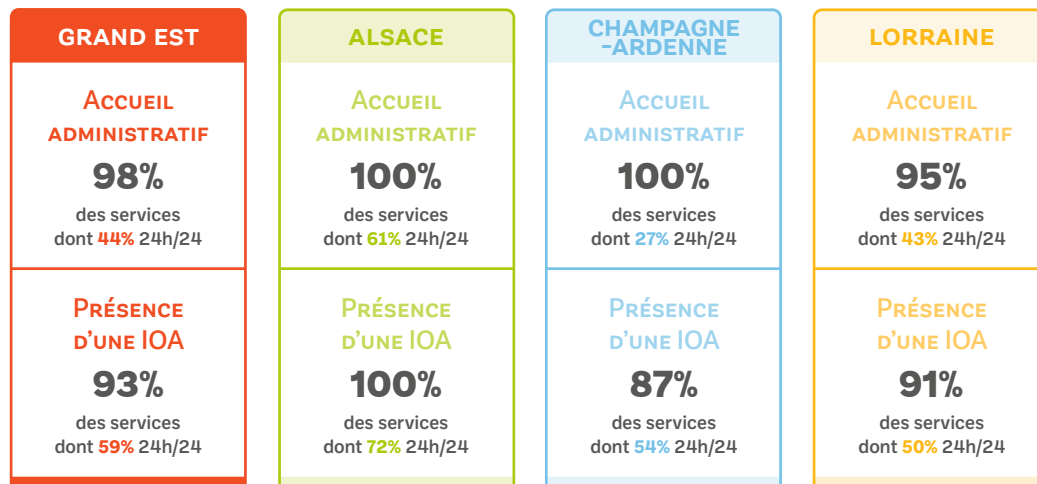 GRAND EST
Accueil
administratif
98%
des services
dont 44% 24h/24
Présence
d'une IOA
93%
des services
dont 59% 24h/24
ALSACE
Accueil
administratif
100%
des services
dont 61% 24h/24
Présence
d'une IOA
100%
des services
dont 72% 24h/24
CHAMPAGNE
-ARDENNE
Accueil
administratif
100%
des services
dont 27% 24h/24
Présence
d'une IOA
87%
des services
dont 54% 24h/24
LORRAINE
Accueil
administratif
95%
des services
dont 43% 24h/24
Présence
d'une IOA
91%
des services
dont 50% 24h/24